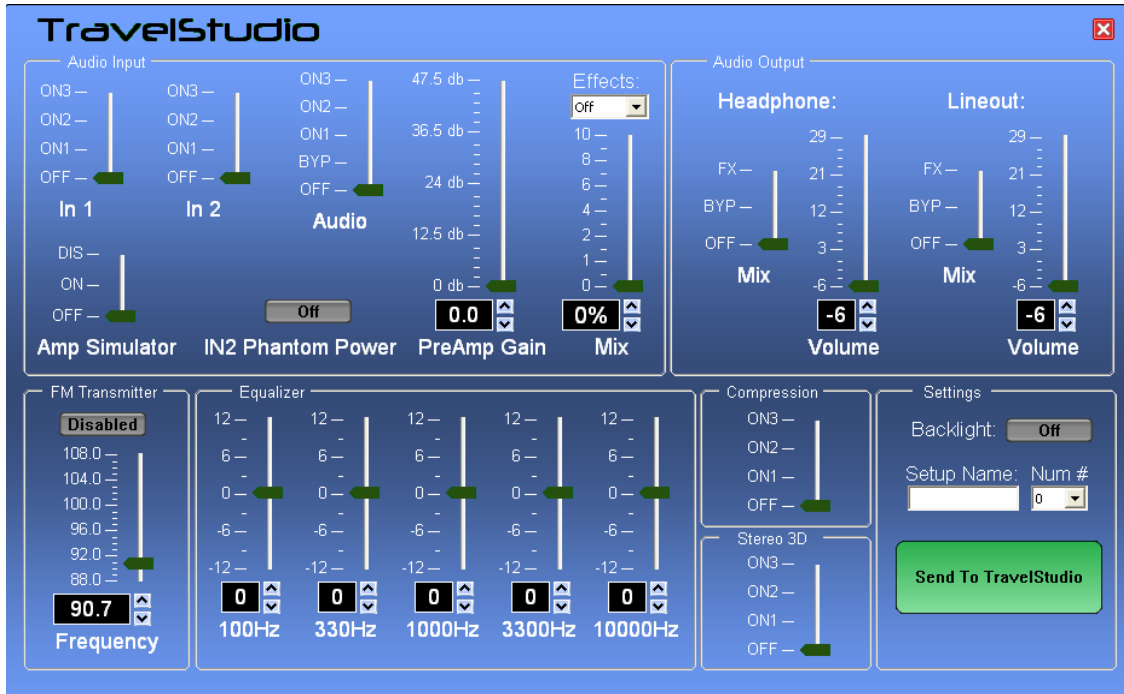 TravelStudio
Audio Input
ON3
ON2
ON1
OFF
In 1
ON3
ON2
ON1
OFF
In 2
ON3
ON2
ON1
BYP
OFF
Audio
47.5 db
36.5 db
24 db
12.5 db
0 db
0.0
PreAmp Gain
Effects:
Off
10
8
6
4
2
1
0
0%
Mix
DIS
ON
OFF
Amp Simulator
Off
IN2 Phantom Power
Audio Output
Headphone:
FX
BYP
OFF
Mix
29
21
12
3
-6
-6
Volume
Lineout:
FX
BYP
OFF
Mix
29
21
12
3
-6
-6
Volume
FM Transmitter
Disabled
108.0
104.0
100.0
96.0
92.0
88.0
90.7
Frequency
Equalizer
12
6
0
-6
-12
0
100Hz
12
6
0
-6
-12
0
330Hz
12
6
0
-6
-12
0
1000Hz
12
6
0
-6
-12
0
3300Hz
12
6
0
-6
-12
0
10000Hz
Compression
ON3
ON2
ON1
OFF
Stereo 3D
ON3
ON2
ON1
OFF
Settings
Backlight: Off
Setup Name: Num #
0
Send To TravelStudio